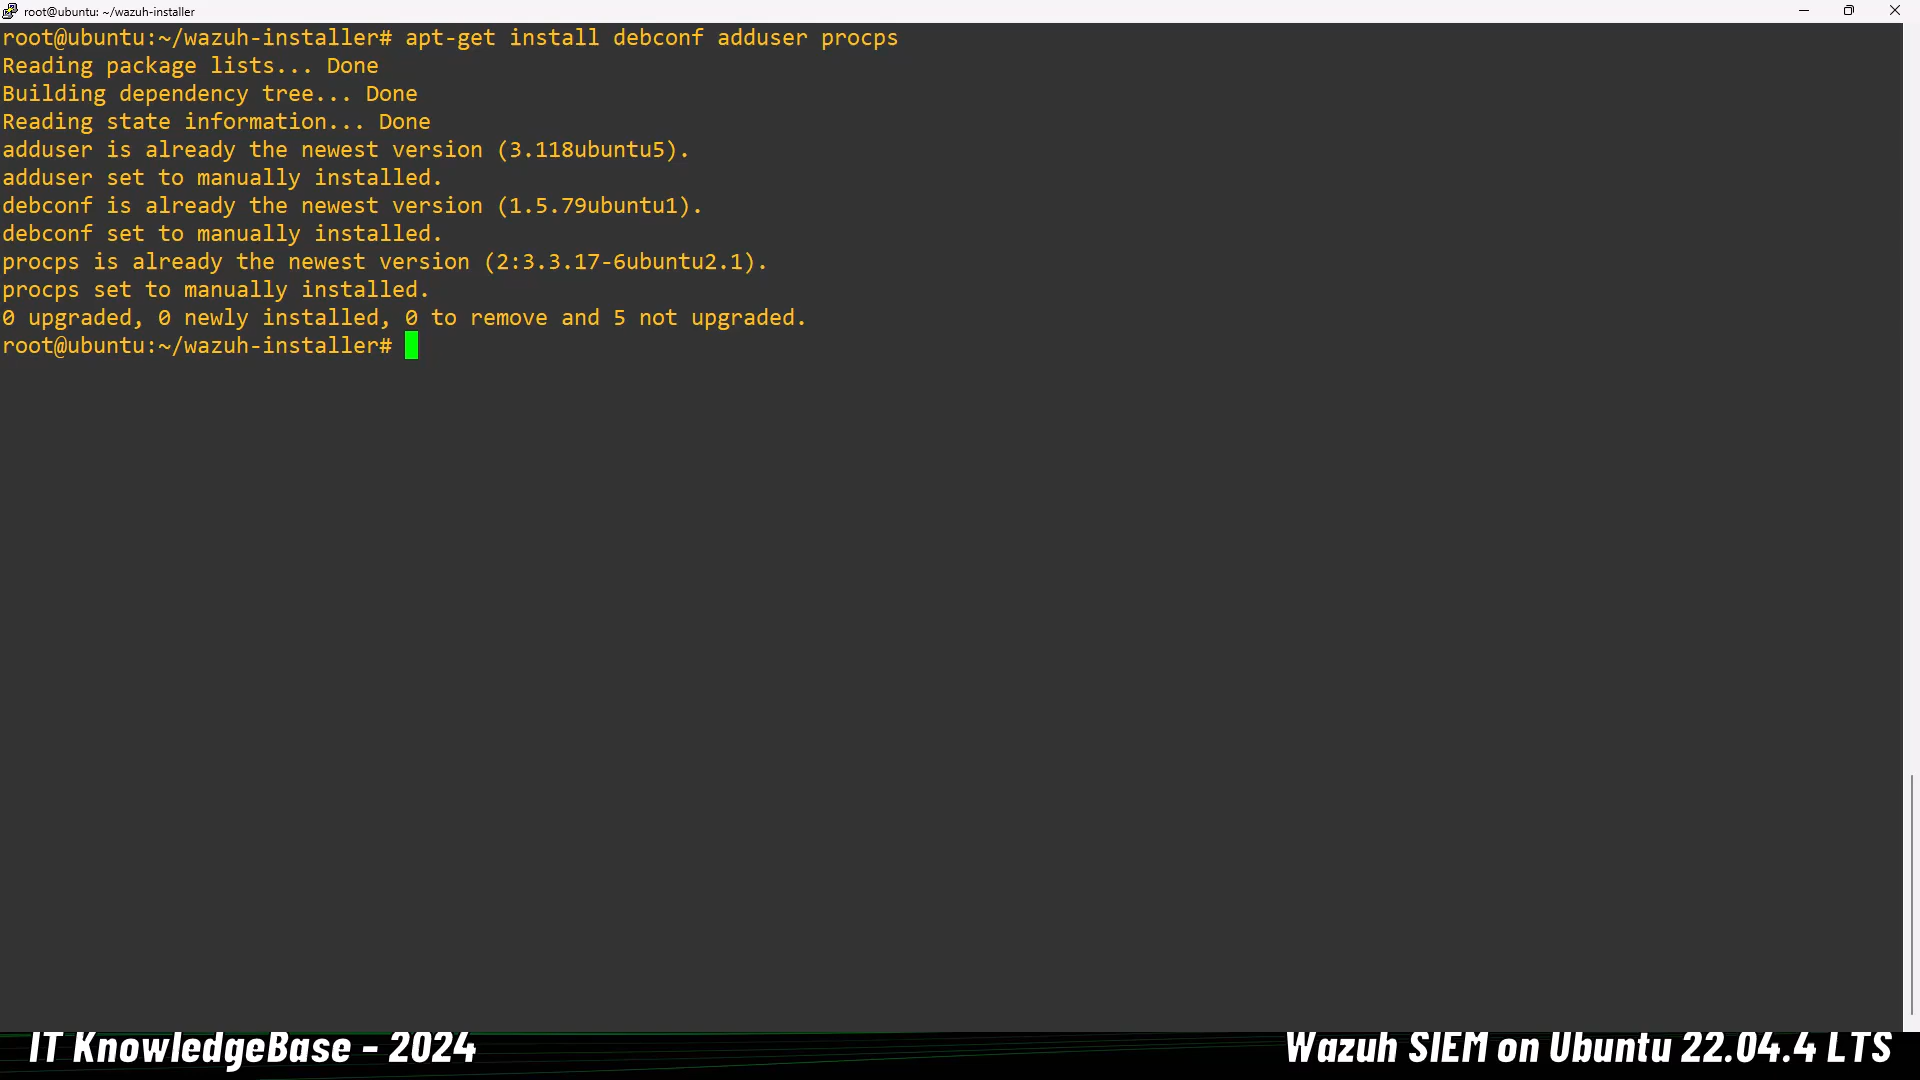 root@ubuntu: ~/wazuh-installer
root@ubuntu:~/wazuh-installer# apt-get install debconf adduser procps
Reading package lists... Done
Building dependency tree... Done
Reading state information... Done
adduser is already the newest version (3.118ubuntu5).
adduser set to manually installed.
debconf is already the newest version (1.5.79ubuntu1).
debconf set to manually installed.
procps is already the newest version (2:3.3.17-6ubuntu2.1).
procps set to manually installed.
0 upgraded, 0 newly installed, 0 to remove and 5 not upgraded.
root@ubuntu:~/wazuh-installer#
IT KnowledgeBase - 2024
Wazuh SIEM on Ubuntu 22.04.4 LTS